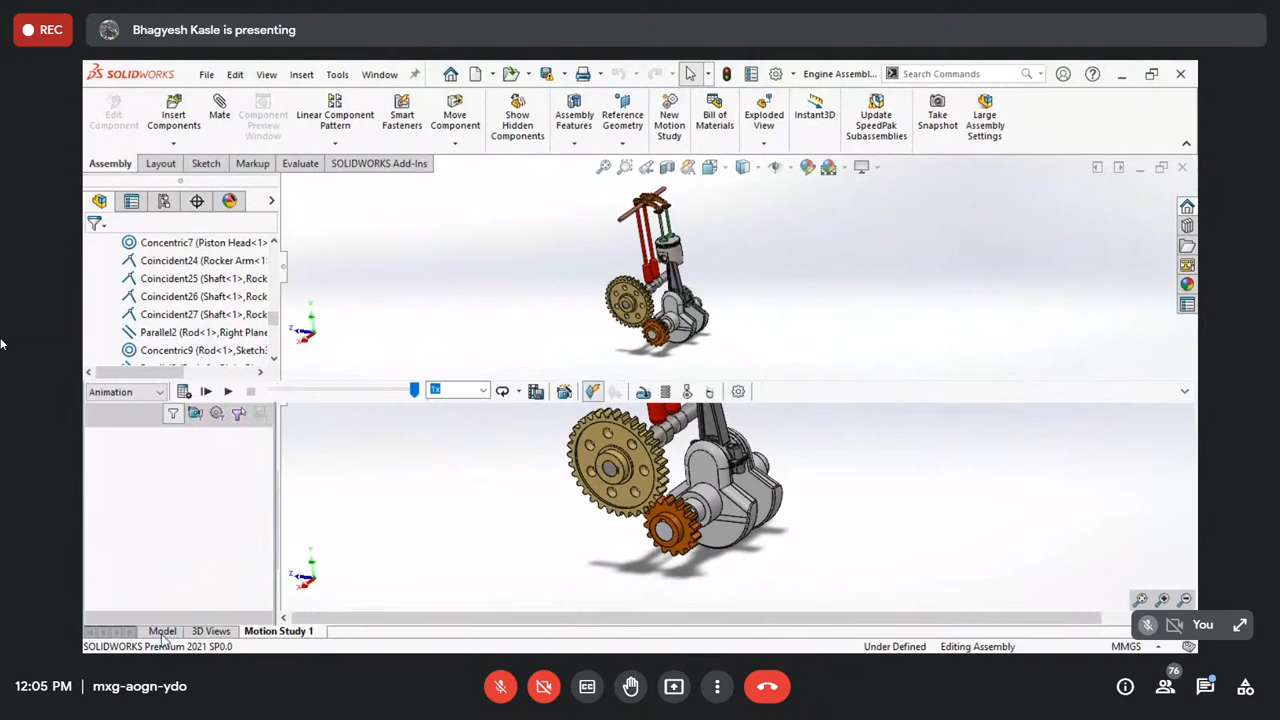 REC
Bhagyesh Kasle is presenting
SOLIDWORKS File Edit View Insert Tools Window Engine Assembl... Search Commands
Edit Component
Insert Components
Mate
Component Preview Window
Linear Component Pattern
Smart Fasteners
Move Component
Show Hidden Components
Assembly Features
Reference Geometry
New Motion Study
Bill of Materials
Exploded View
Instant3D
Update SpeedPak Subassemblies
Take Snapshot
Large Assembly Settings
Assembly Layout Sketch Markup Evaluate SOLIDWORKS Add-Ins
Concentric7 (Piston Head<1>
Coincident24 (Rocker Arm<1
Coincident25 (Shaft<1>,Rock
Coincident26 (Shaft<1>,Rock
Coincident27 (Shaft<1>,Rock
Parallel2 (Rod<1>,Right Plane
Concentric9 (Rod<1>,Sketch3
Animation 1x
You
Model 3D Views Motion Study 1
SOLIDWORKS Premium 2021 SP0.0 Under Defined Editing Assembly MMGS
12:05 PM mxg-aogn-ydo 76